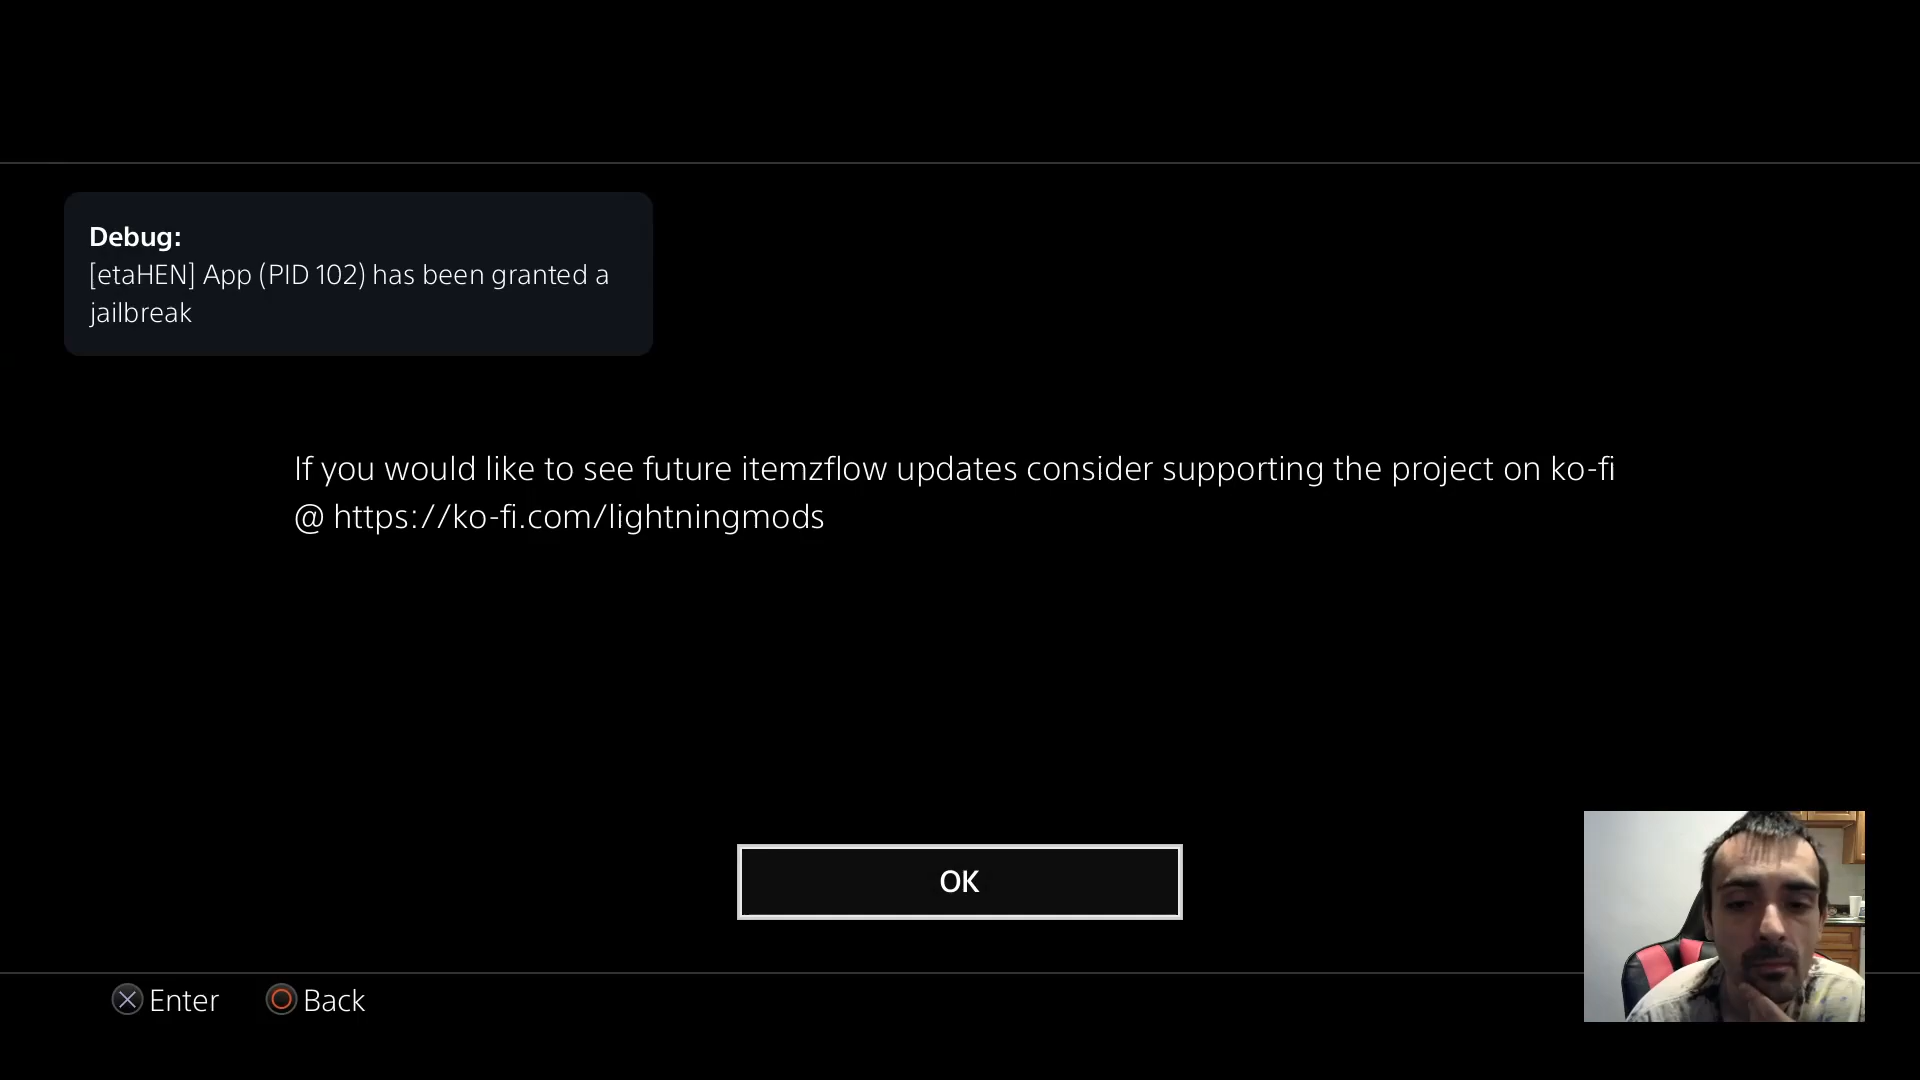 Debug:
[etaHEN] App (PID 102) has been granted a
jailbreak
If you would like to see future itemzflow updates consider supporting the project on ko-fi
@ https://ko-fi.com/lightningmods
OK
Enter
Back